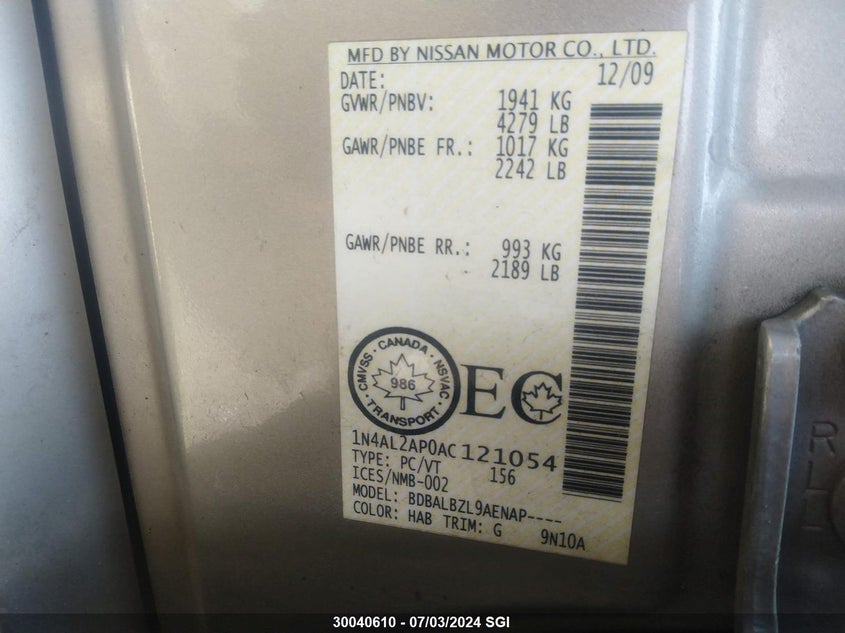 MFD BY NISSAN MOTOR CO., LTD.
DATE: 12/09
GVWR/PNBV: 1941 KG
4279 LB
GAWR/PNBE FR.: 1017 KG
2242 LB
GAWR/PNBE RR.: 993 KG
2189 LB
CANADA · NSVAC · TRANSPORT · CMVSS ·
986
EC
1N4AL2AP0AC121054
TYPE: PC/VT 156
ICES/NMB-002
MODEL: BDBALBZL9AENAP----
COLOR: HAB TRIM: G 9N10A
R
30040610 - 07/03/2024 SGI